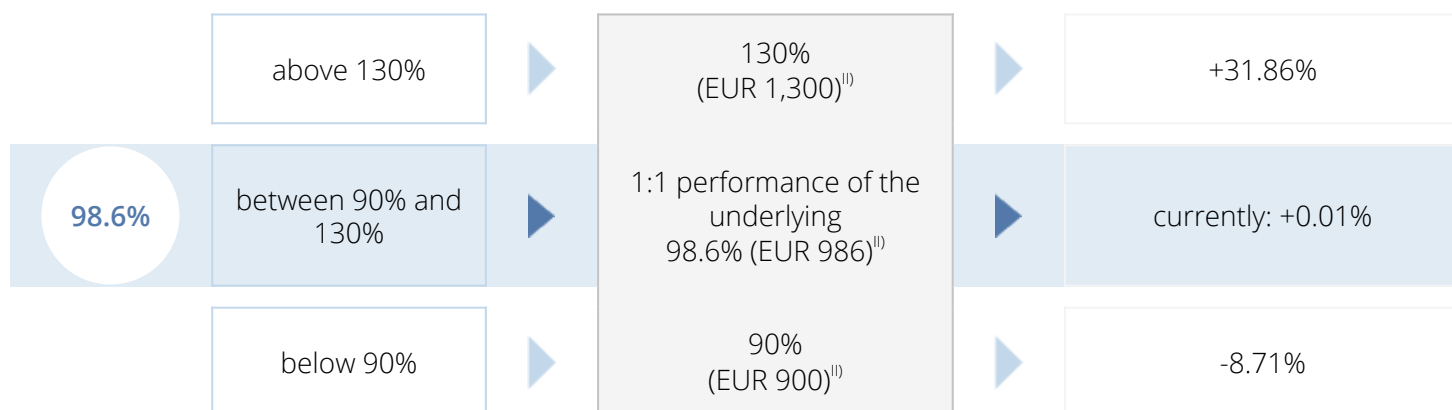 above 130%
130%
(EUR 1,300)II)
+31.86%
98.6%
between 90% and
130%
1:1 performance of the
underlying
98.6% (EUR 986)II)
currently: +0.01%
below 90%
90%
(EUR 900)II)
-8.71%